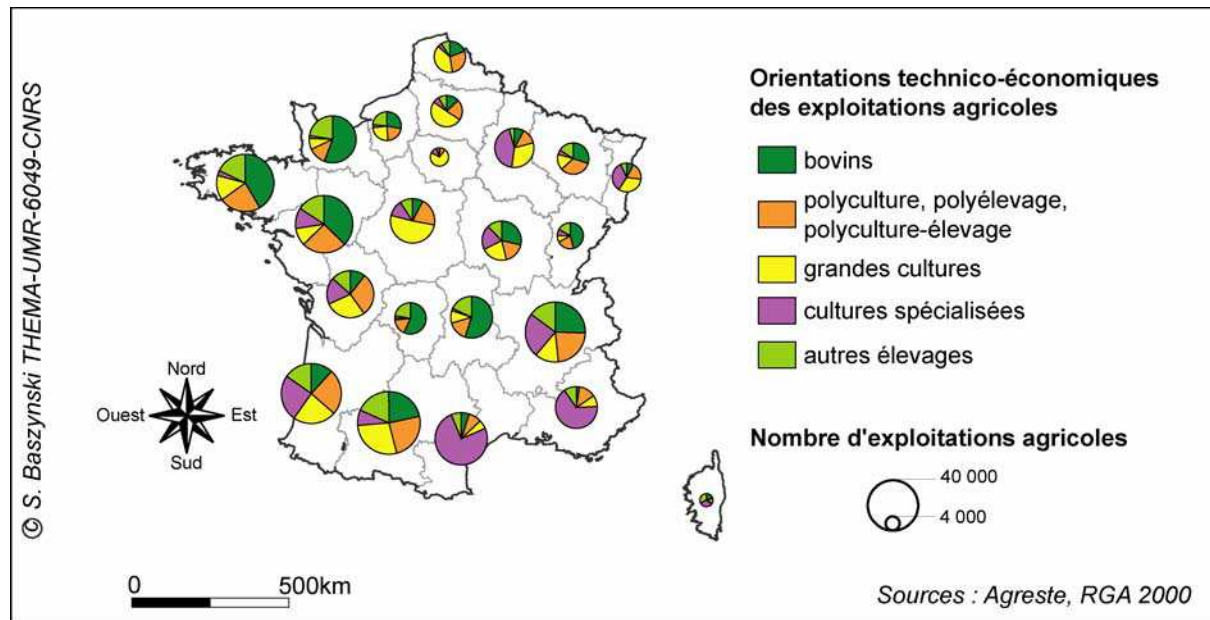 © S. Baszynski THEMA-UMR-6049-CNRS
Orientations technico-économiques
des exploitations agricoles
bovins
polyculture, polyélevage,
polyculture-élevage
grandes cultures
cultures spécialisées
autres élevages
Nord
Ouest
Est
Sud
Nombre d'exploitations agricoles
40 000
4 000
0
500km
Sources : Agreste, RGA 2000